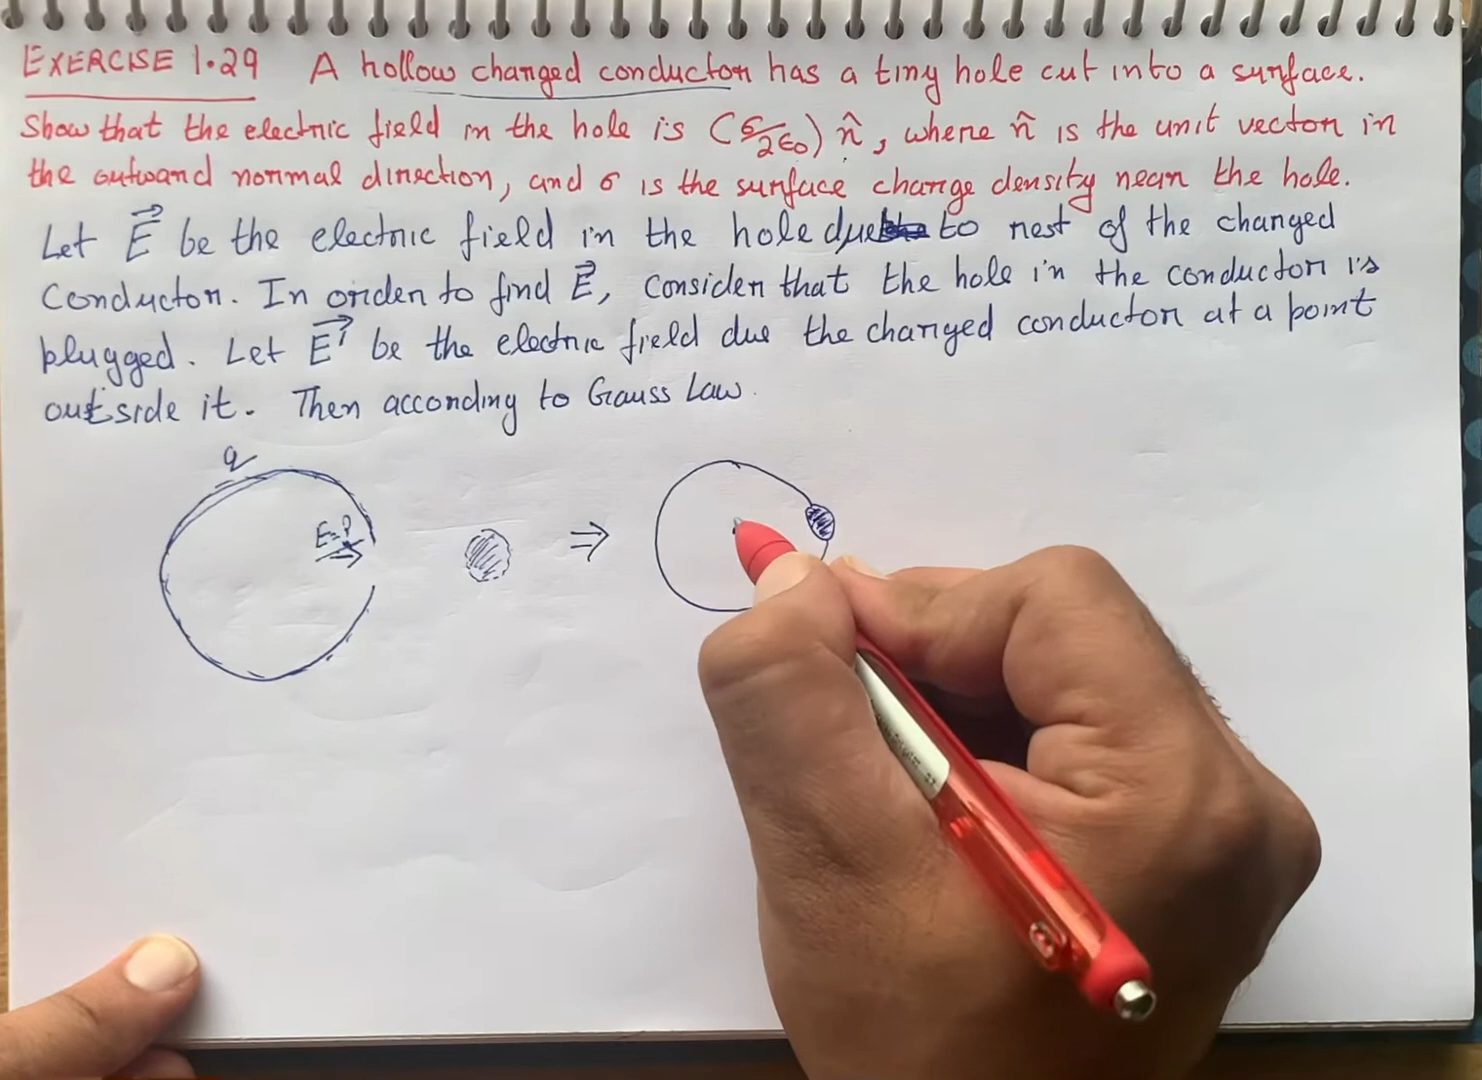 EXERCISE 1.29 A hollow charged conductor has a tiny hole cut into a surface.
Show that the electric field in the hole is (σ/2ϵ₀) n̂, where n̂ is the unit vector in
the outward normal direction, and σ is the surface charge density near the hole.
Let E⃗ be the electric field in the hole due to rest of the charged
Conductor. In order to find E⃗, consider that the hole in the conductor is
plugged. Let E⃗' be the electric field due the charged conductor at a point
outside it. Then according to Gauss Law.
q
E=?
⇒